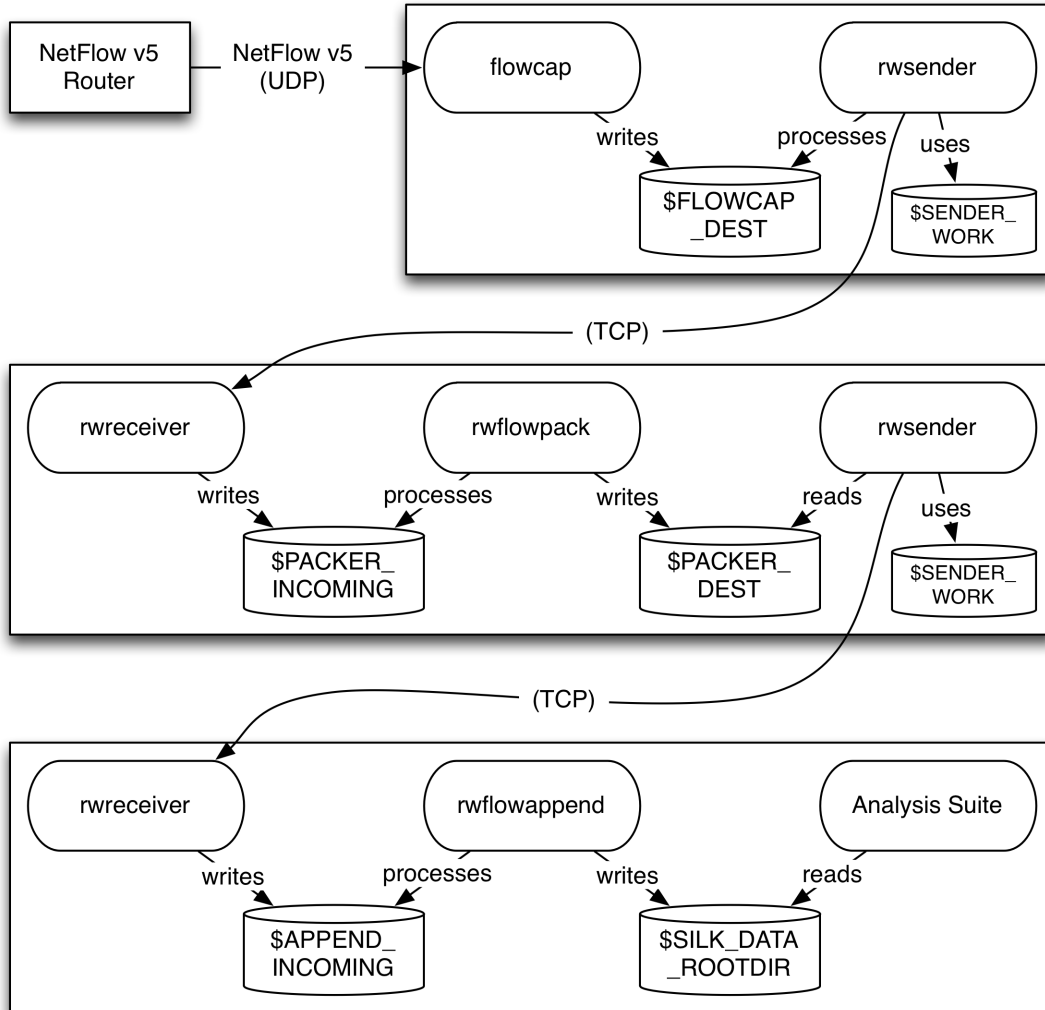 NetFlow v5
Router
NetFlow v5
(UDP)
flowcap
rwsender
writes
processes
uses
$FLOWCAP
_DEST
$SENDER_
WORK
(TCP)
rwreceiver
rwflowpack
rwsender
writes
processes
writes
reads
uses
$PACKER_
INCOMING
$PACKER_
DEST
$SENDER_
WORK
(TCP)
rwreceiver
rwflowappend
Analysis Suite
writes
processes
writes
reads
$APPEND_
INCOMING
$SILK_DATA
_ROOTDIR